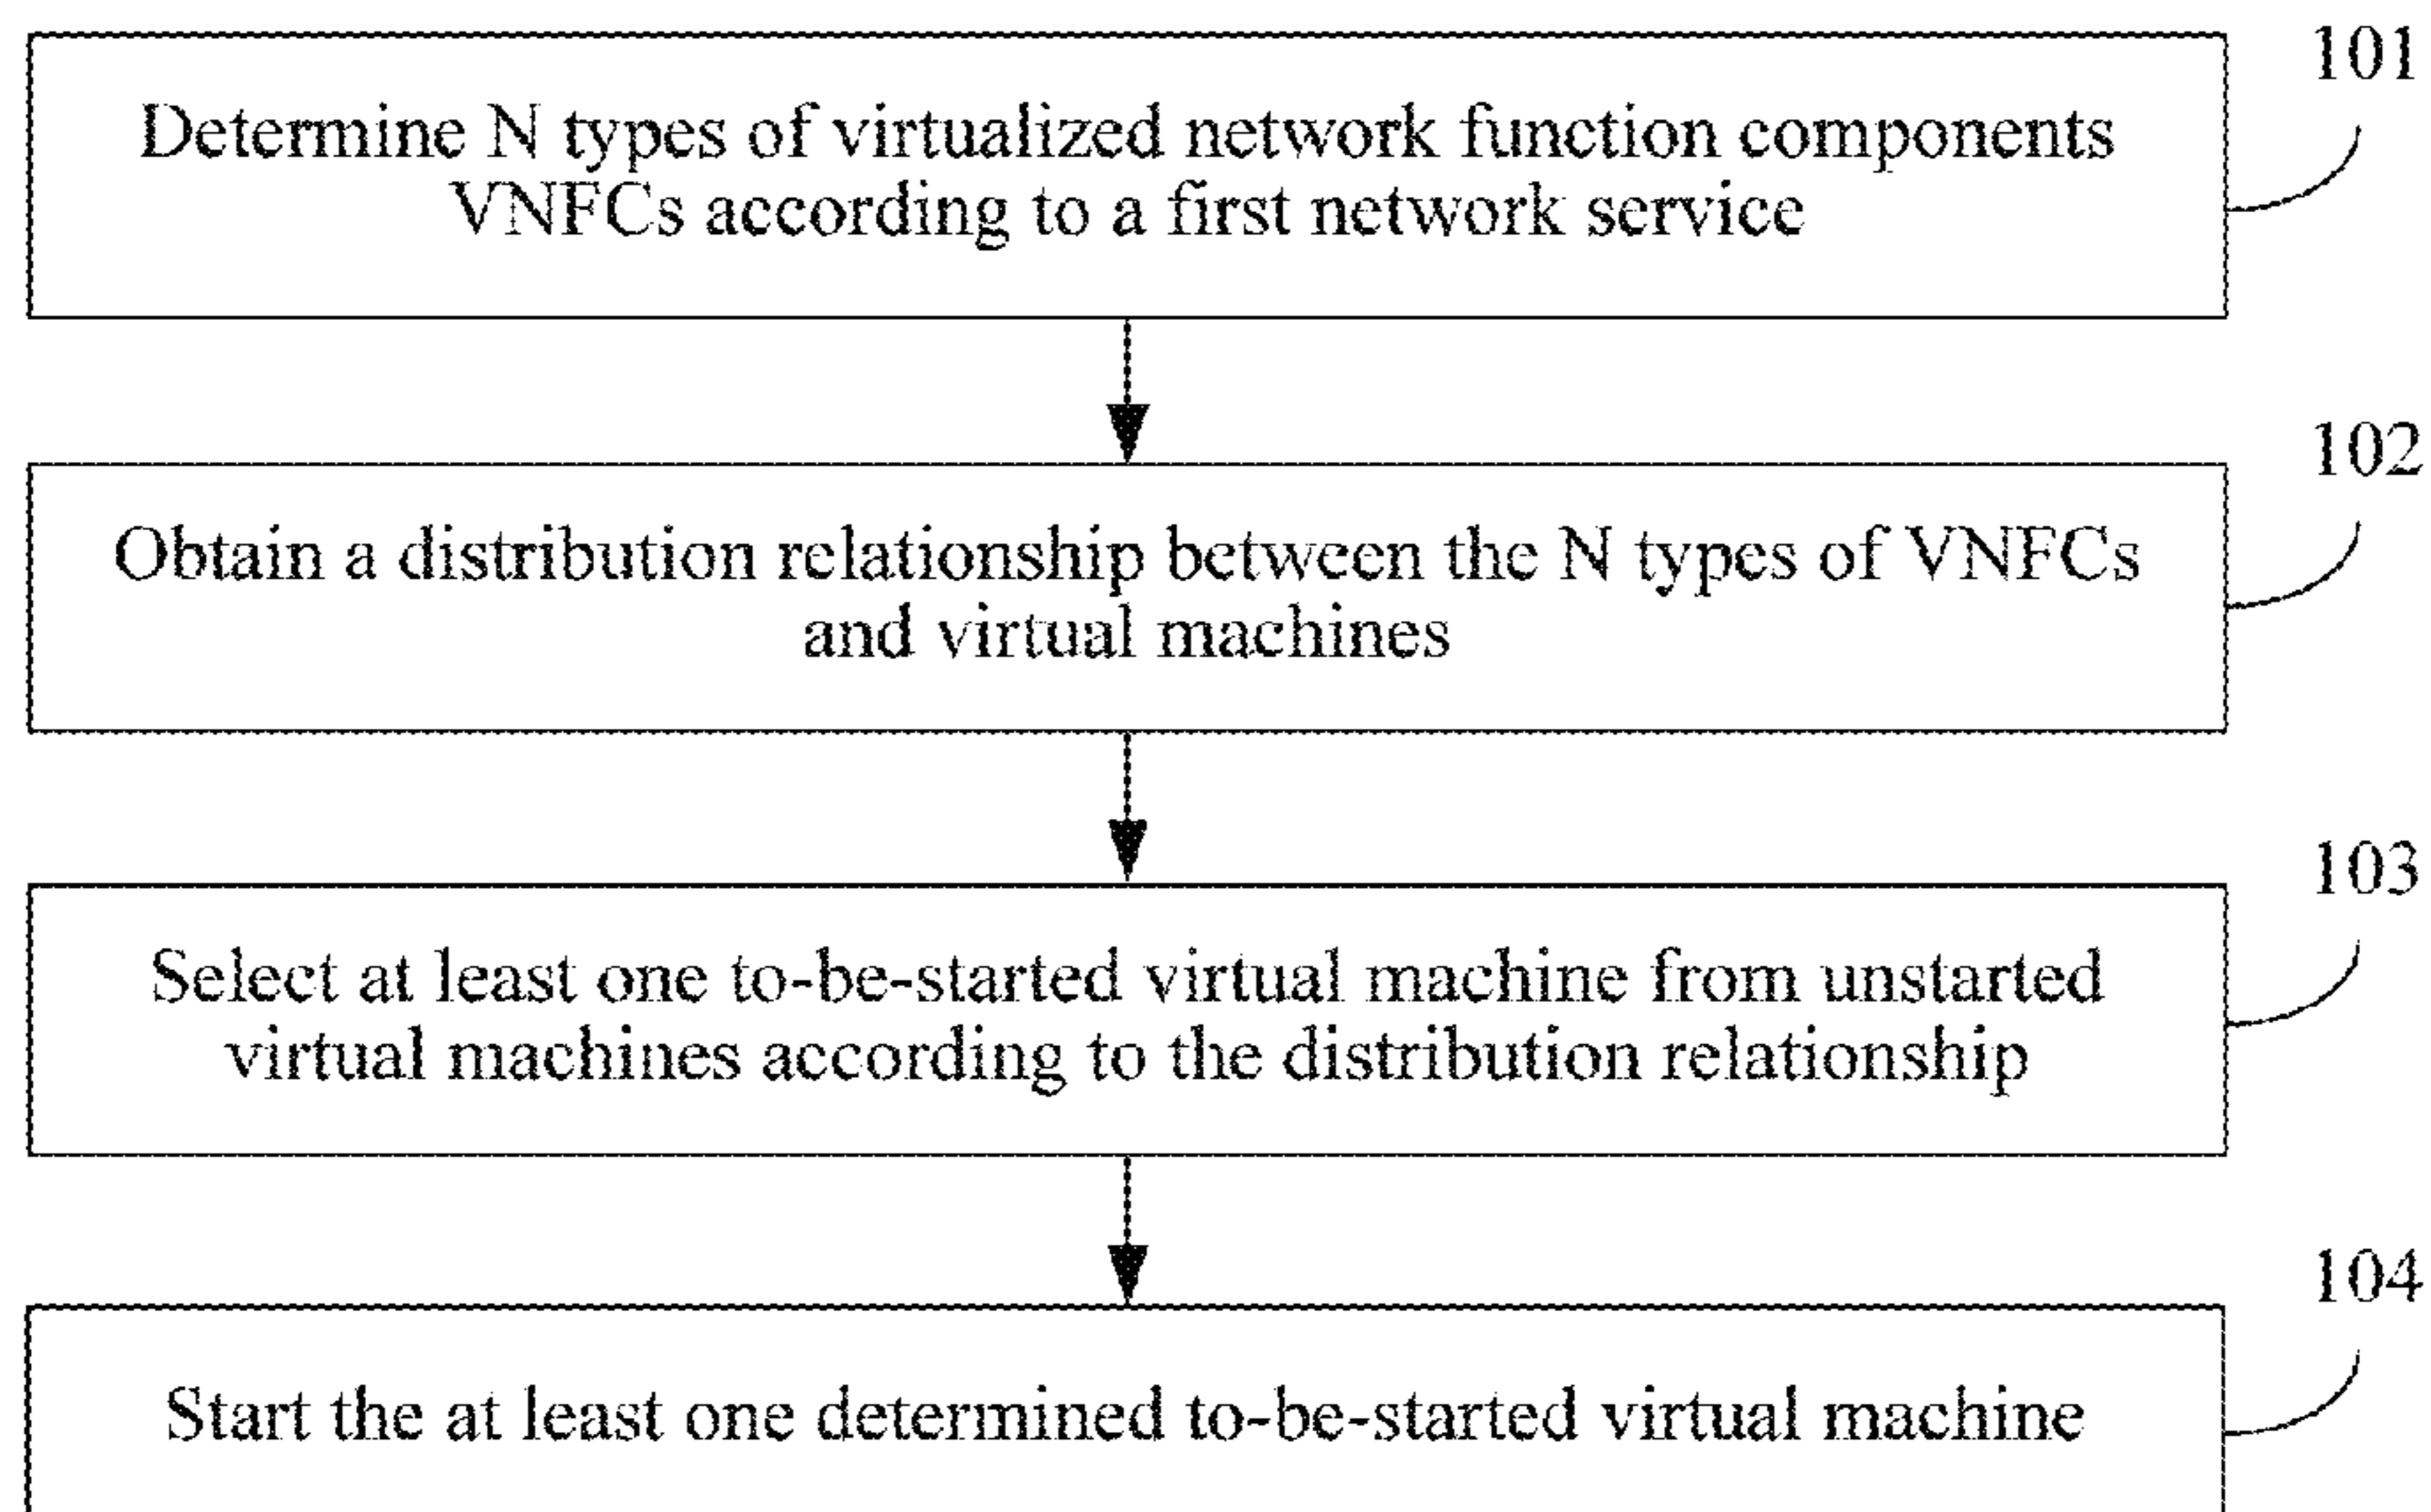 101
Determine N types of virtualized network function components
VNFCs according to a first network service
102
Obtain a distribution relationship between the N types of VNFCs
and virtual machines
103
Select at least one to-be-started virtual machine from unstarted
virtual machines according to the distribution relationship
104
Start the at least one determined to-be-started virtual machine